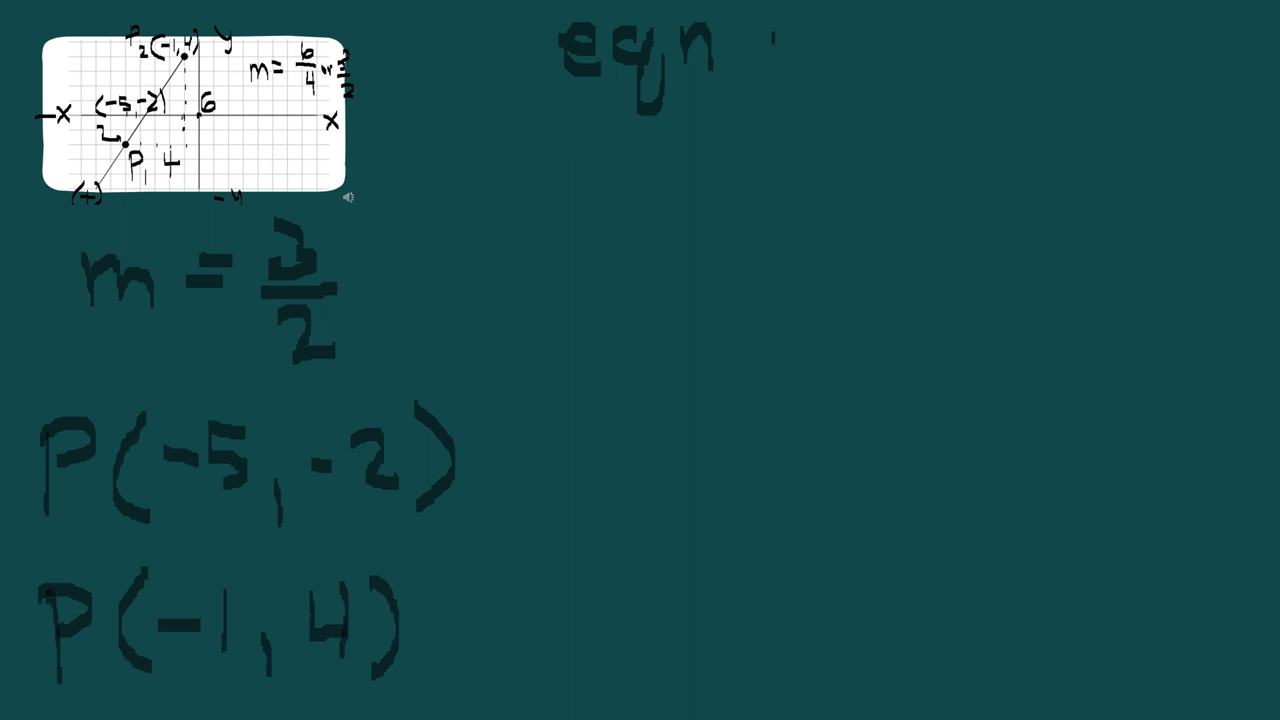 P2(-1,4) y
m = 6/4 = 3/2
(-5,-2) 6
-x x
P1 4
(+) -y
eqn
m = 3/2
P(-5,-2)
P(-1,4)